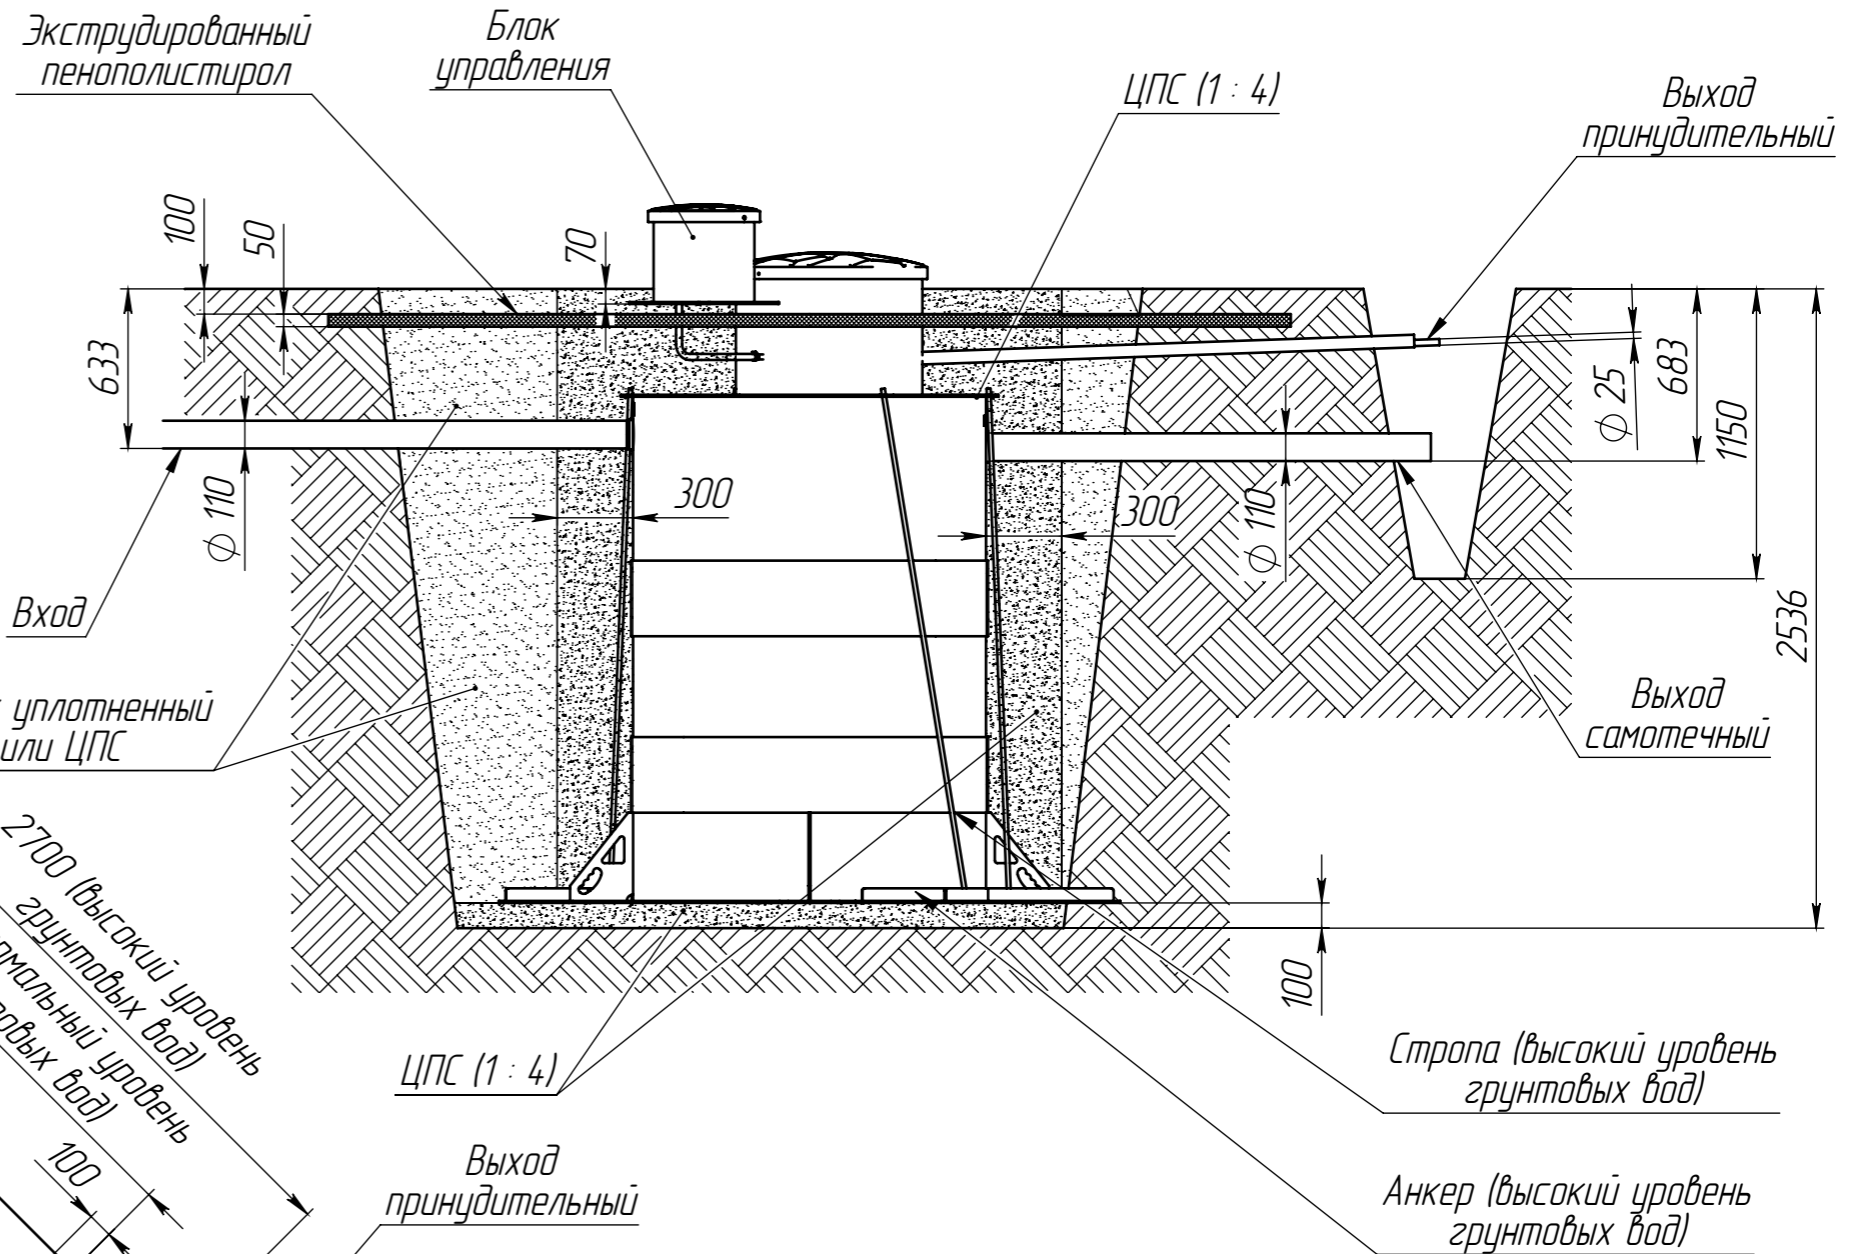 Экструдированный
пенополистирол
Блок
управления
ЦПС (1 : 4)
Выход
принудительный
100
50
70
633
Ф 25
683
1150
Ф 110
300
300
Ф 110
Вход
2536
уплотненный
или ЦПС
Выход
самотечный
2700 (высокий уровень
грунтовых вод)
уровень
вод)
100
100
ЦПС (1 : 4)
Стропа (высокий уровень
грунтовых вод)
Выход
принудительный
Анкер (высокий уровень
грунтовых вод)